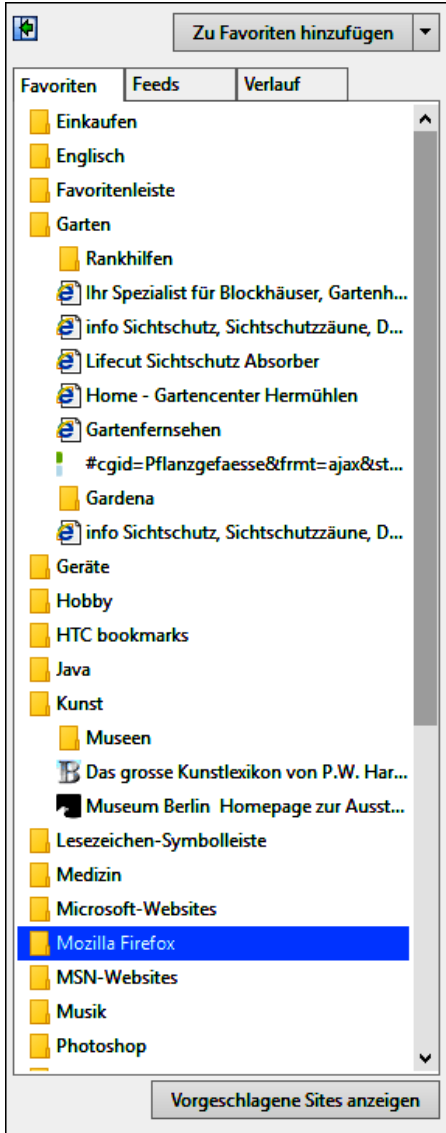 Zu Favoriten hinzufügen
Favoriten Feeds Verlauf
Einkaufen
Englisch
Favoritenleiste
Garten
Rankhilfen
Ihr Spezialist für Blockhäuser, Gartenh...
info Sichtschutz, Sichtschutzzäune, D...
Lifecut Sichtschutz Absorber
Home - Gartencenter Hermühlen
Gartenfernsehen
#cgid=Pflanzgefaesse&frmt=ajax&st...
Gardena
info Sichtschutz, Sichtschutzzäune, D...
Geräte
Hobby
HTC bookmarks
Java
Kunst
Museen
Das grosse Kunstlexikon von P.W. Har...
Museum Berlin Homepage zur Ausst...
Lesezeichen-Symbolleiste
Medizin
Microsoft-Websites
Mozilla Firefox
MSN-Websites
Musik
Photoshop
Vorgeschlagene Sites anzeigen